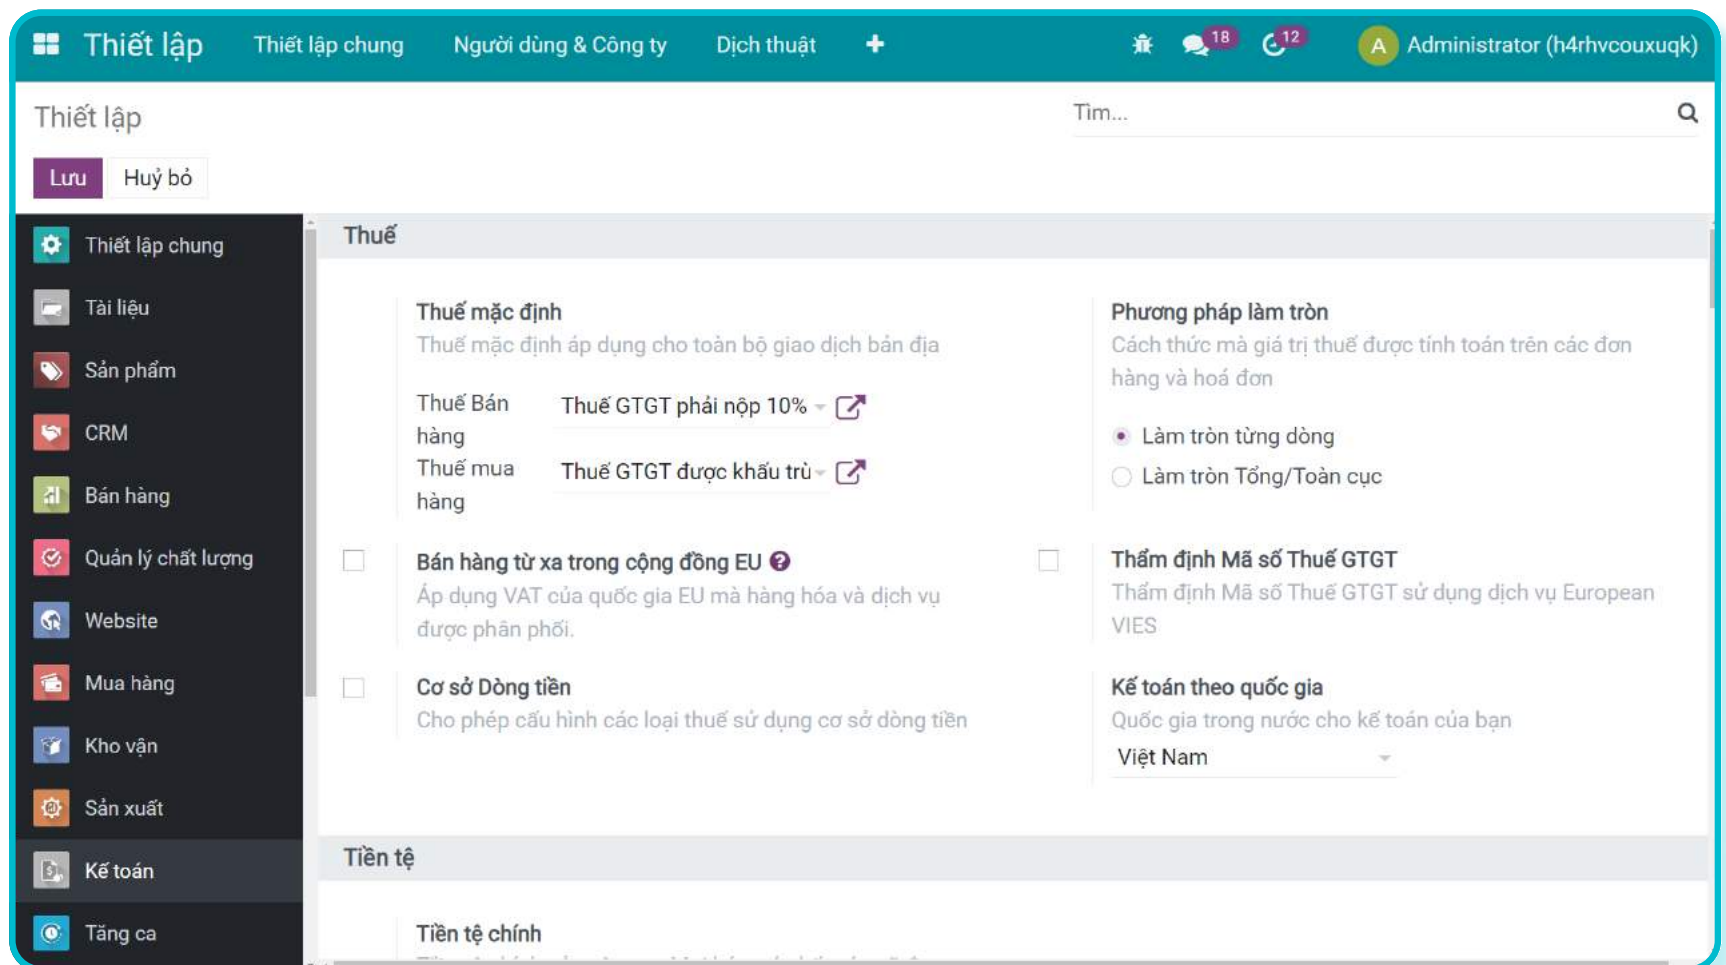 Thiết lập Thiết lập chung Người dùng & Công ty Dịch thuật 18 12 A Administrator (h4rhvcouxuqk)
Thiết lập
Tìm...
Lưu Huỷ bỏ
Thiết lập chung
Tài liệu
Sản phẩm
CRM
Bán hàng
Quản lý chất lượng
Website
Mua hàng
Kho vận
Sản xuất
Kế toán
Tăng ca
Thuế
Thuế mặc định
Thuế mặc định áp dụng cho toàn bộ giao dịch bản địa
Thuế Bán
hàng
Thuế GTGT phải nộp 10%
Thuế mua
hàng
Thuế GTGT được khấu trừ
Phương pháp làm tròn
Cách thức mà giá trị thuế được tính toán trên các đơn
hàng và hoá đơn
Làm tròn từng dòng
Làm tròn Tổng/Toàn cục
Bán hàng từ xa trong cộng đồng EU
Áp dụng VAT của quốc gia EU mà hàng hóa và dịch vụ
được phân phối.
Thẩm định Mã số Thuế GTGT
Thẩm định Mã số Thuế GTGT sử dụng dịch vụ European
VIES
Cơ sở Dòng tiền
Cho phép cấu hình các loại thuế sử dụng cơ sở dòng tiền
Kế toán theo quốc gia
Quốc gia trong nước cho kế toán của bạn
Việt Nam
Tiền tệ
Tiền tệ chính